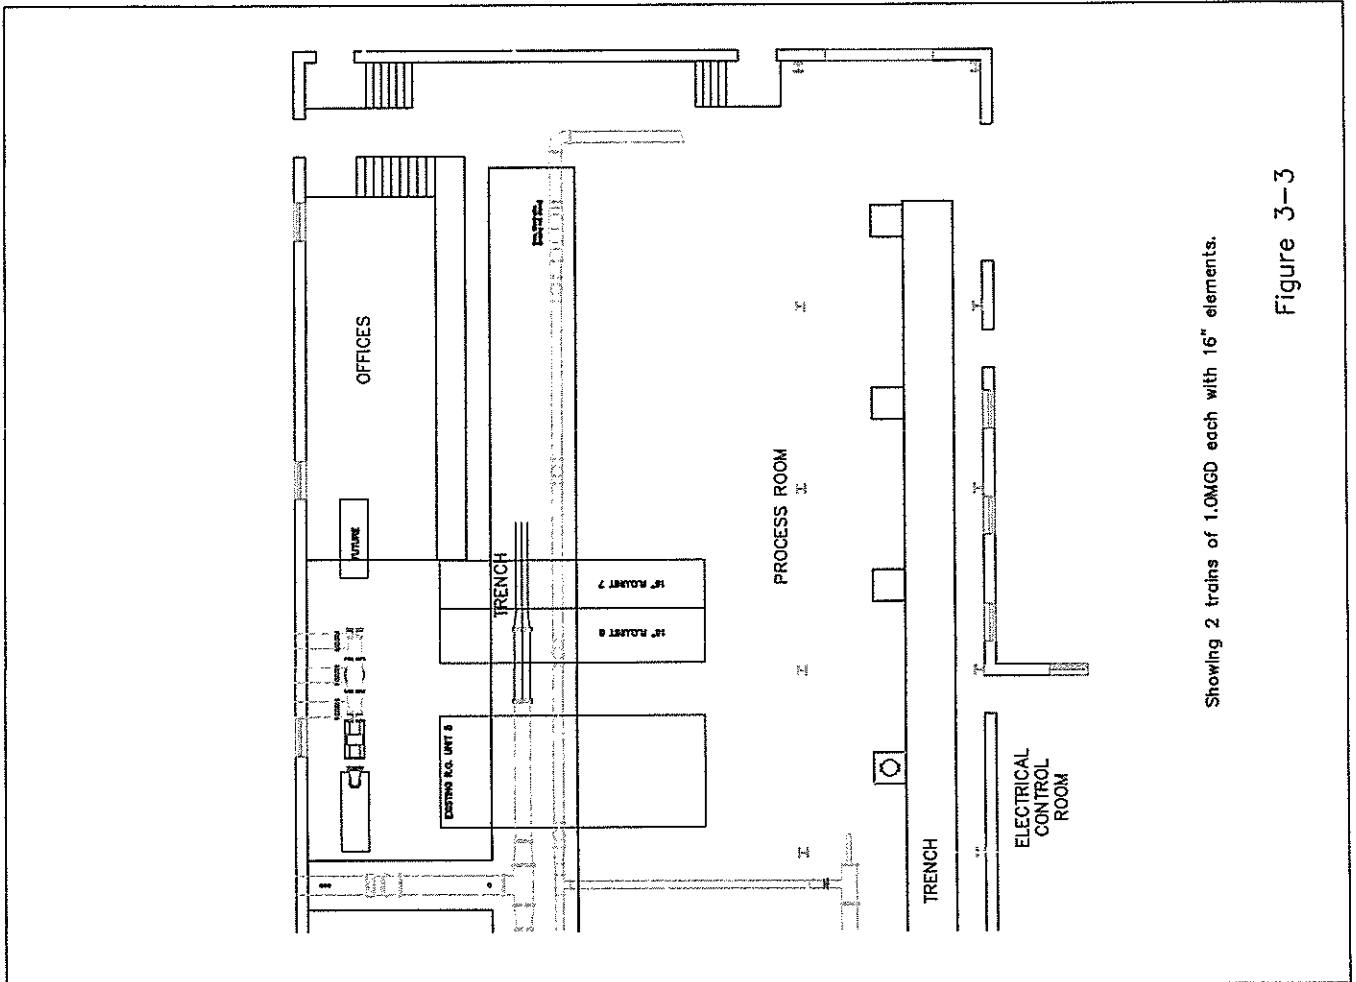 OFFICES
FUTURE
TRENCH
16" R.O.UNIT 7
16" R.O.UNIT 6
EXISTING R.O. UNIT 5
PROCESS ROOM
TRENCH
ELECTRICAL
CONTROL
ROOM
Showing 2 trains of 1.0MGD each with 16" elements.
Figure 3-3